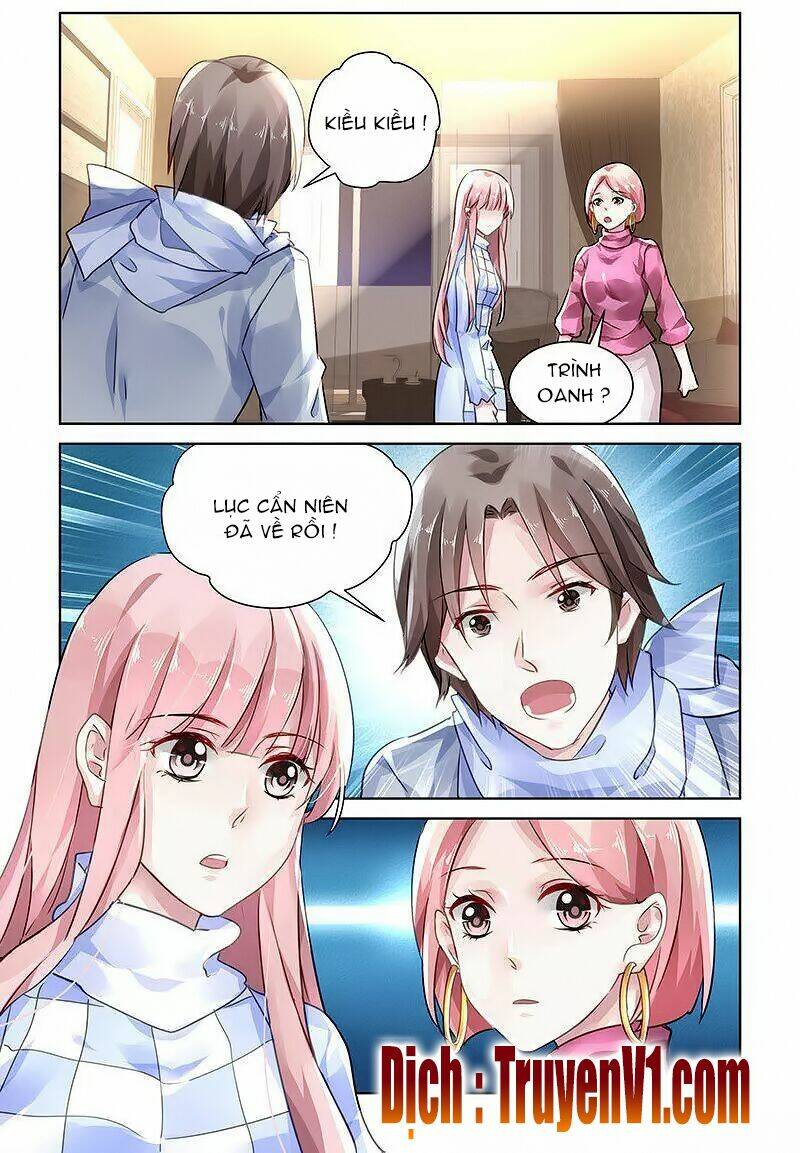 KIỀU KIỀU !
TRÌNH
OANH ?
LỤC CẨN NIÊN
ĐÃ VỀ RỒI !
Dịch : TruyenV1.com